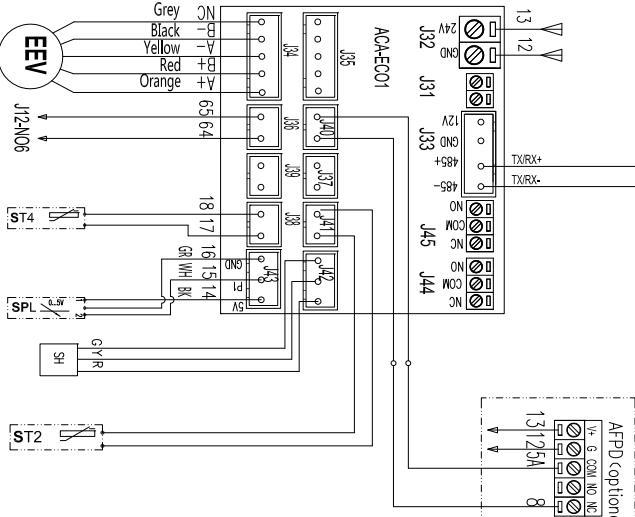 Grey NC
Black B-
Yellow A-
Red B+
Orange A+
EEV
J34
J35
ACA-ECO1
J32
24V
GND
13
12
J31
J33
12V
GND
485+
485-
TX/RX+
TX/RX-
J12-NO6
65 64
J36
J40
J39
J37
18 17
J38
J41
J45
NO
COM
NC
J44
NO
COM
NC
ST4
16 15 14
GR WH BK
GND
P1
5V
J43
J42
SPL
0...5V
SH
G Y R
ST2
AFPD (option
V+
G
COM
NO
NC
13
12
5A
8